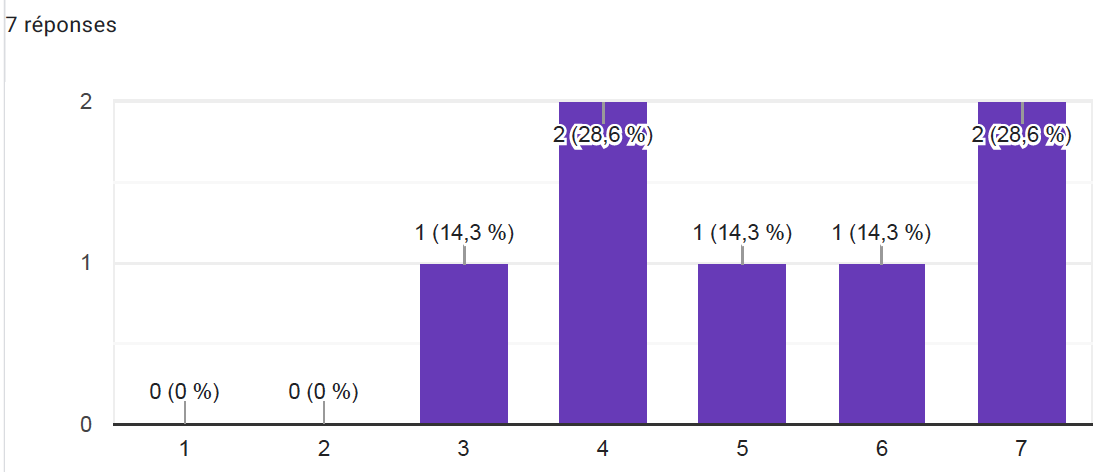 7 réponses
2
2 (28,6 %) 2 (28,6 %)
1 (14,3 %) 1 (14,3 %) 1 (14,3 %)
1
0 (0 %) 0 (0 %)
0
1 2 3 4 5 6 7